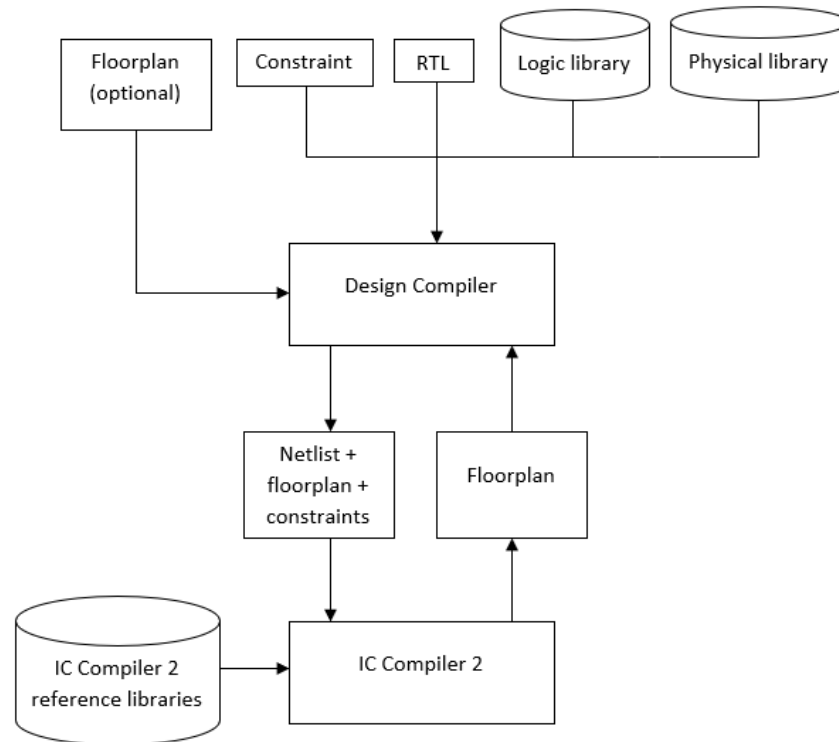 Floorplan
(optional)
Constraint
RTL
Logic library
Physical library
Design Compiler
Netlist +
floorplan +
constraints
Floorplan
IC Compiler 2
reference libraries
IC Compiler 2